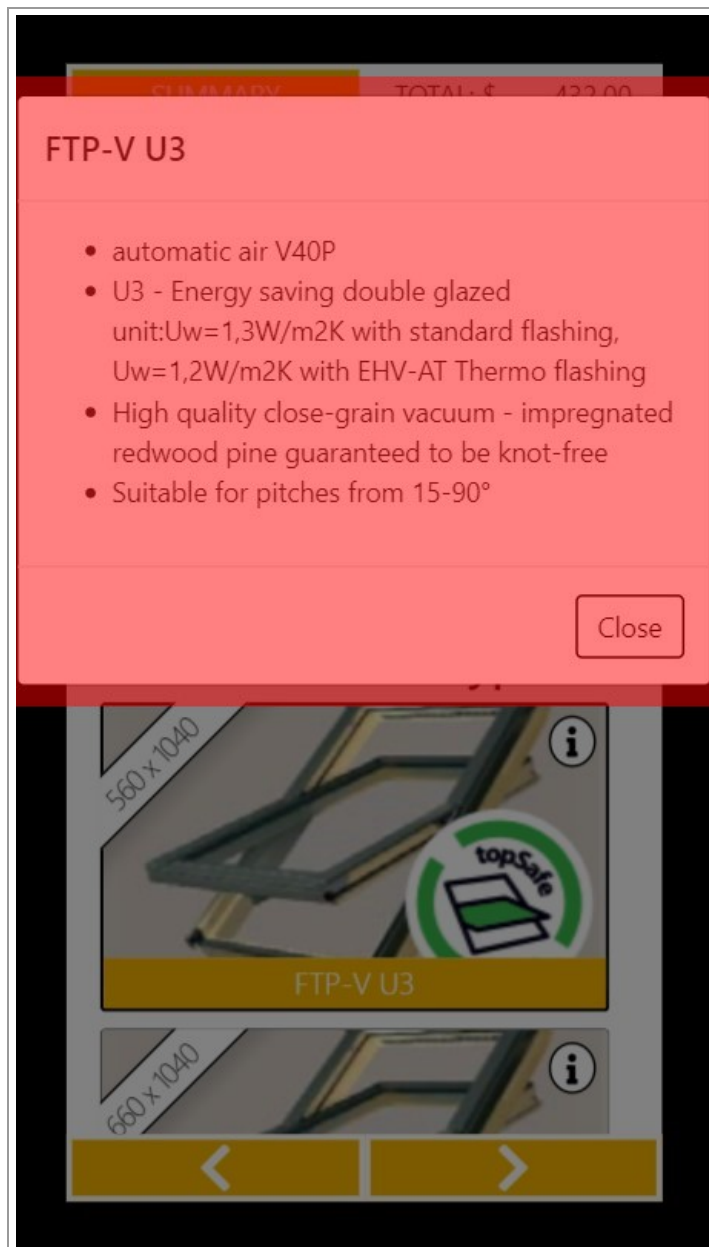 SUMMARY TOTAL: $ 432.00
FTP-V U3
• automatic air V40P
• U3 - Energy saving double glazed
unit:Uw=1,3W/m2K with standard flashing,
Uw=1,2W/m2K with EHV-AT Thermo flashing
• High quality close-grain vacuum - impregnated
redwood pine guaranteed to be knot-free
• Suitable for pitches from 15-90°
Close
560 x 1040
topSafe
FTP-V U3
660 x 1040